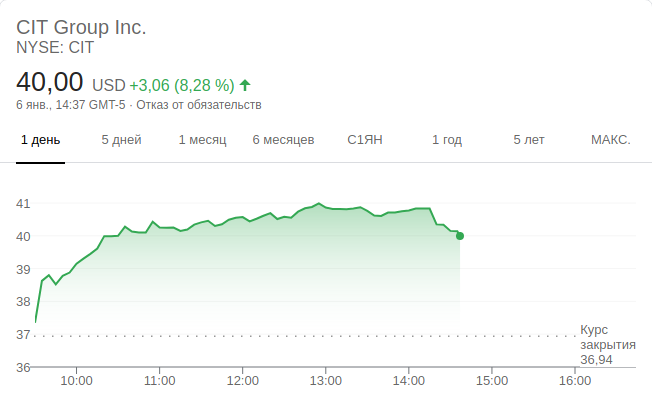 CIT Group Inc.
NYSE: CIT
40,00 USD +3,06 (8,28 %)
6 янв., 14:37 GMT-5 · Отказ от обязательств
1 день 5 дней 1 месяц 6 месяцев С1ЯН 1 год 5 лет МАКС.
41
40
39
38
37
Курс
закрытия
36,94
36
10:00 11:00 12:00 13:00 14:00 15:00 16:00